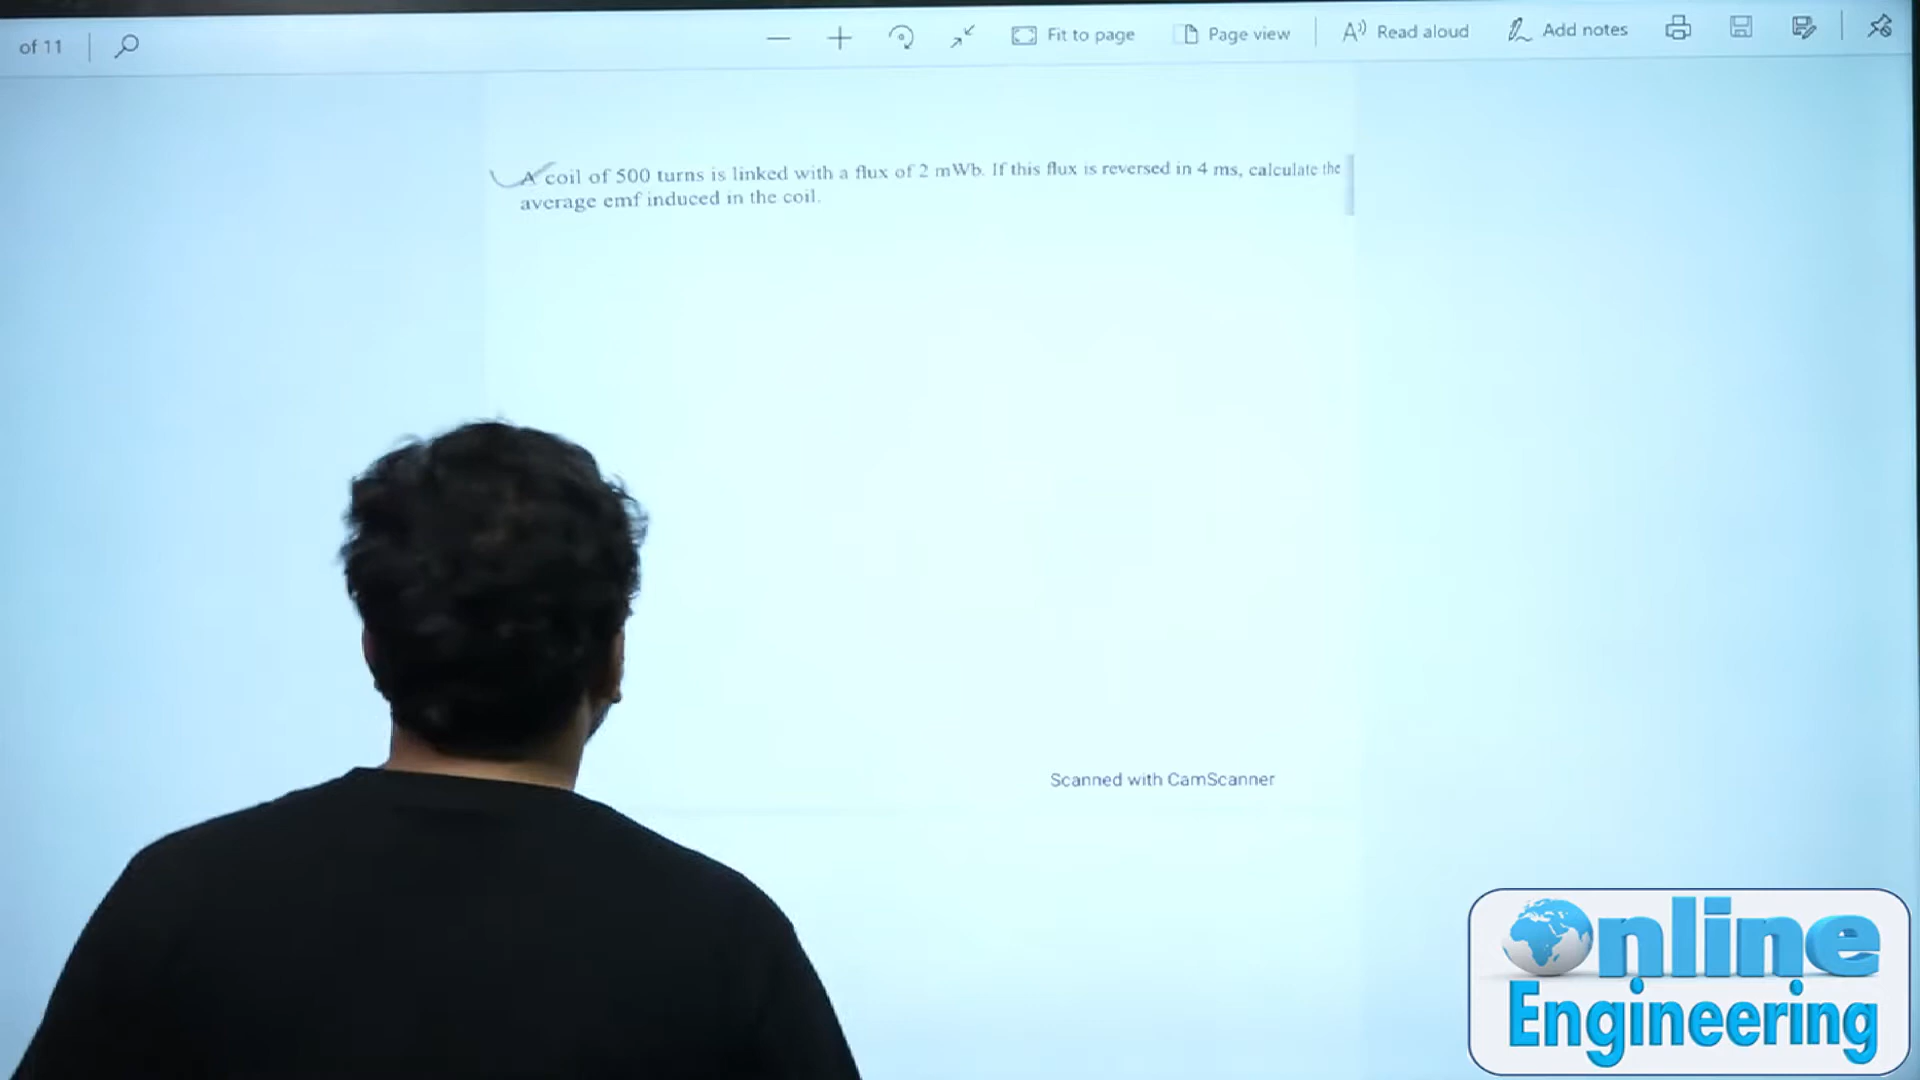 of 11
Fit to page
Page view
Read aloud
Add notes
A coil of 500 turns is linked with a flux of 2 mWb. If this flux is reversed in 4 ms, calculate the
average emf induced in the coil.
Scanned with CamScanner
Online
Engineering